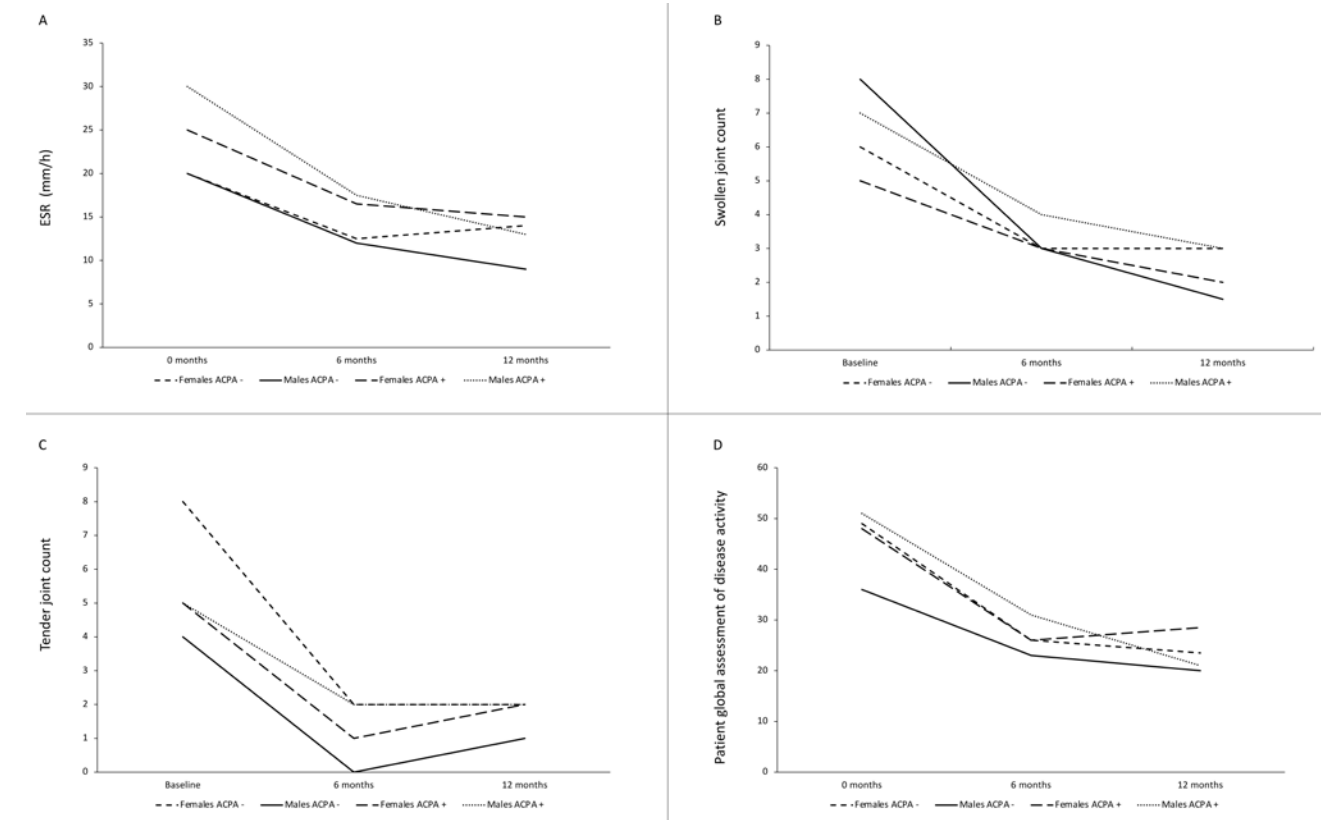 A
ESR (mm/h)
35
30
25
20
15
10
5
0
0 months 6 months 12 months
Females ACPA - Males ACPA - Females ACPA + Males ACPA +
B
Swollen joint count
9
8
7
6
5
4
3
2
1
0
Baseline 6 months 12 months
Females ACPA - Males ACPA - Females ACPA + Males ACPA +
C
Tender joint count
9
8
7
6
5
4
3
2
1
0
Baseline 6 months 12 months
Females ACPA - Males ACPA - Females ACPA + Males ACPA +
D
Patient global assessment of disease activity
60
50
40
30
20
10
0
0 months 6 months 12 months
Females ACPA - Males ACPA - Females ACPA + Males ACPA +